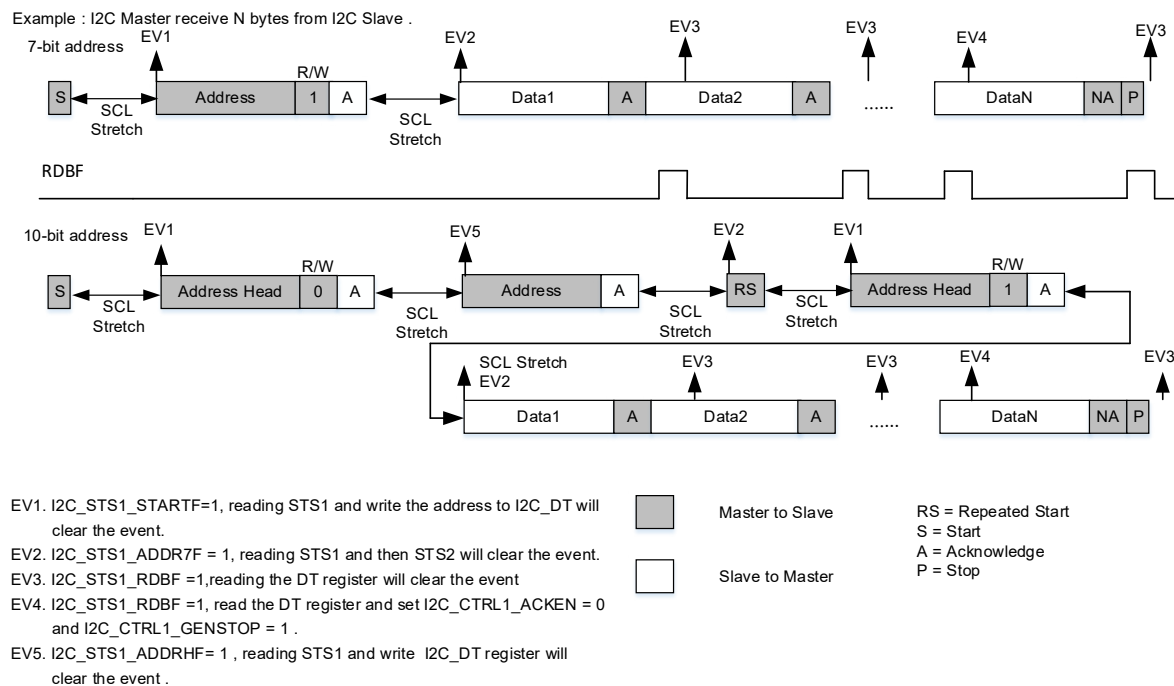 Example : I2C Master receive N bytes from I2C Slave .
7-bit address
EV1 EV2 EV3 EV3 EV4 EV3
R/W
S Address 1 A Data1 A Data2 A ...... DataN NA P
SCL Stretch SCL Stretch
RDBF
10-bit address
EV1 EV5 EV2 EV1
R/W R/W
S Address Head 0 A Address A RS Address Head 1 A
SCL Stretch SCL Stretch SCL Stretch SCL Stretch
SCL Stretch
EV2 EV3 EV3 EV4 EV3
Data1 A Data2 A ...... DataN NA P
EV1. I2C_STS1_STARTF=1, reading STS1 and write the address to I2C_DT will
clear the event.
EV2. I2C_STS1_ADDR7F = 1, reading STS1 and then STS2 will clear the event.
EV3. I2C_STS1_RDBF =1,reading the DT register will clear the event
EV4. I2C_STS1_RDBF =1, read the DT register and set I2C_CTRL1_ACKEN = 0
and I2C_CTRL1_GENSTOP = 1 .
EV5. I2C_STS1_ADDRHF= 1 , reading STS1 and write I2C_DT register will
clear the event .
Master to Slave
Slave to Master
RS = Repeated Start
S = Start
A = Acknowledge
P = Stop